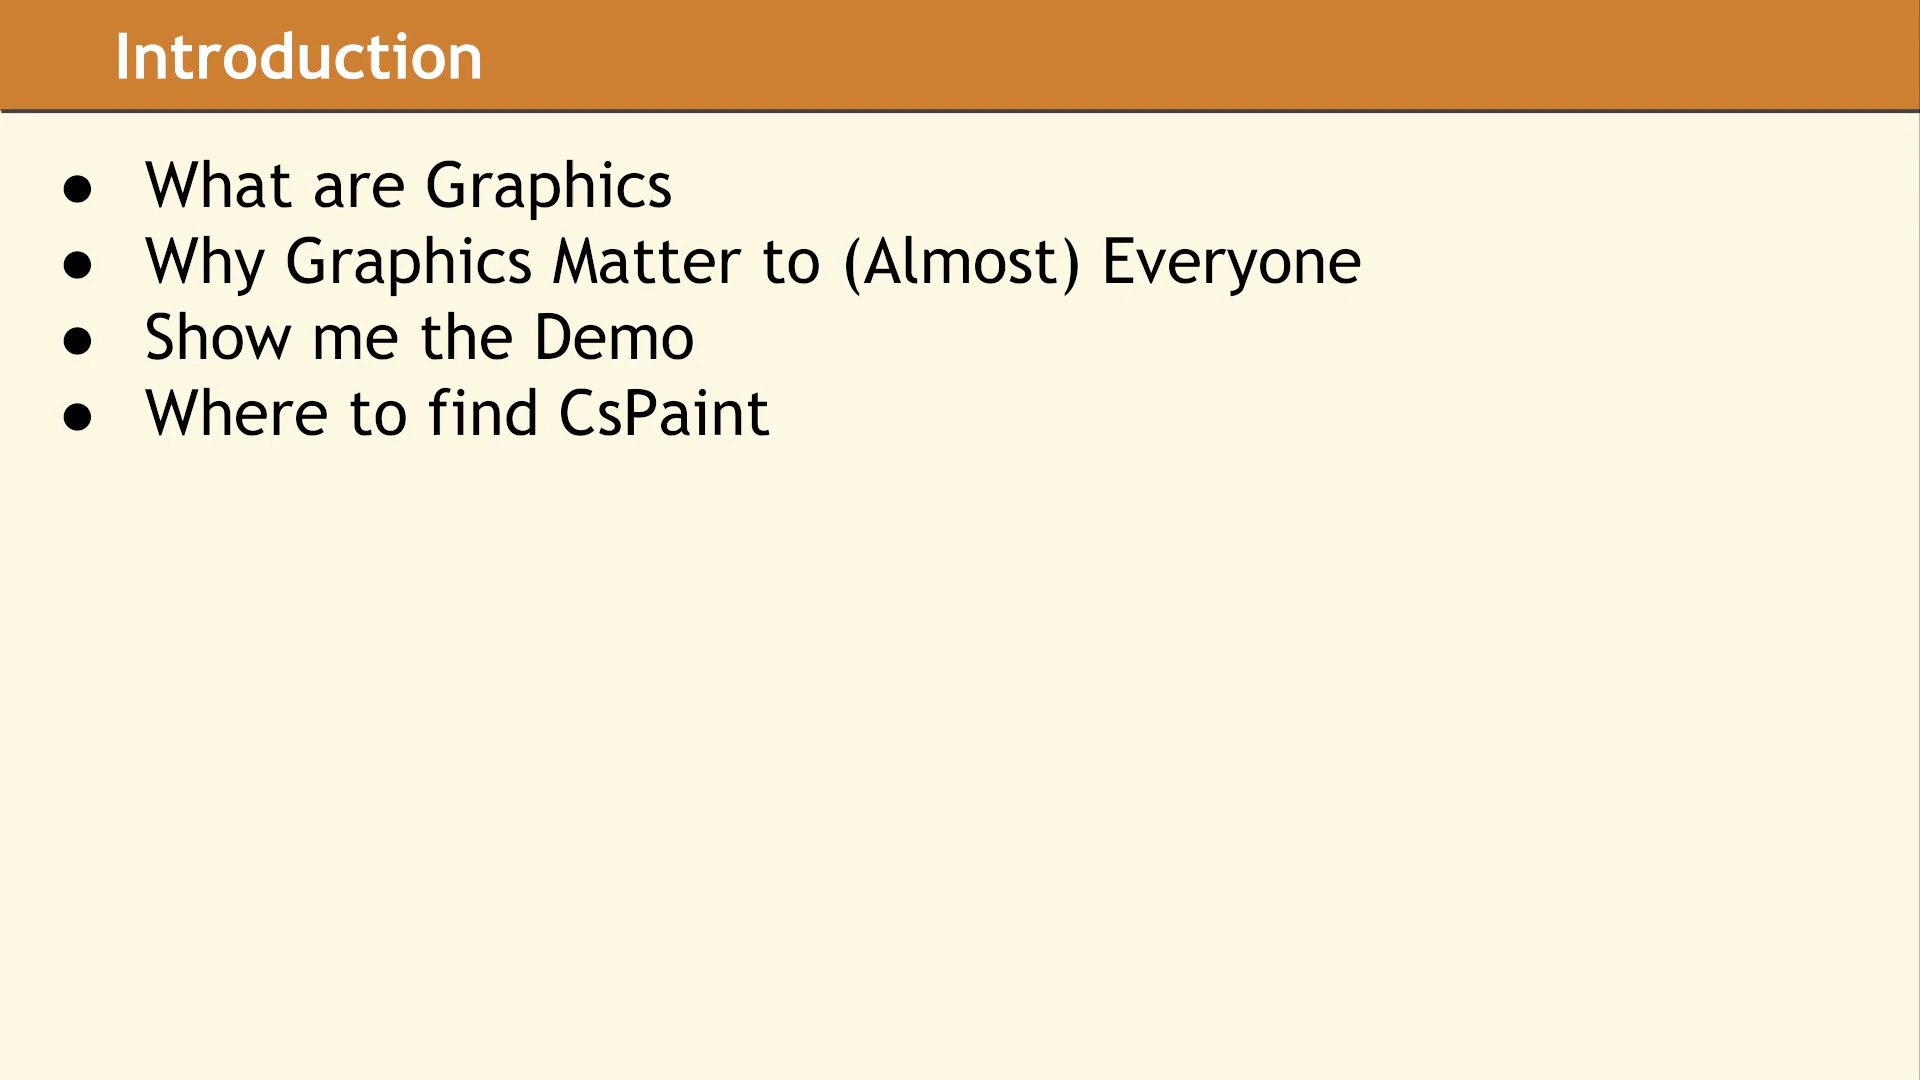 Introduction
● What are Graphics
● Why Graphics Matter to (Almost) Everyone
● Show me the Demo
● Where to find CsPaint